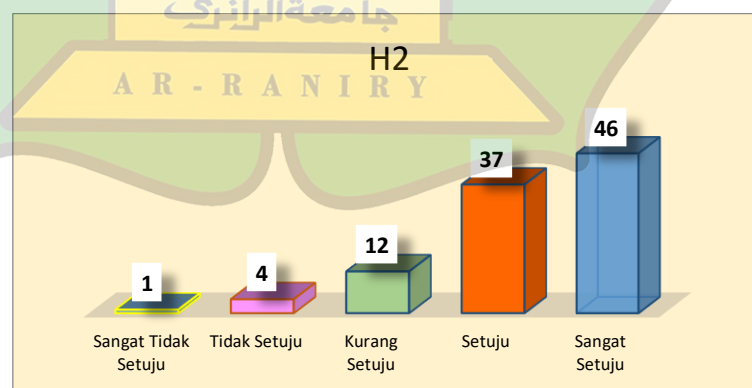 جامعة الرانري
AR-RANIRY
H2
46
37
12
4
1
Sangat Tidak Setuju
Tidak Setuju
Kurang Setuju
Setuju
Sangat Setuju